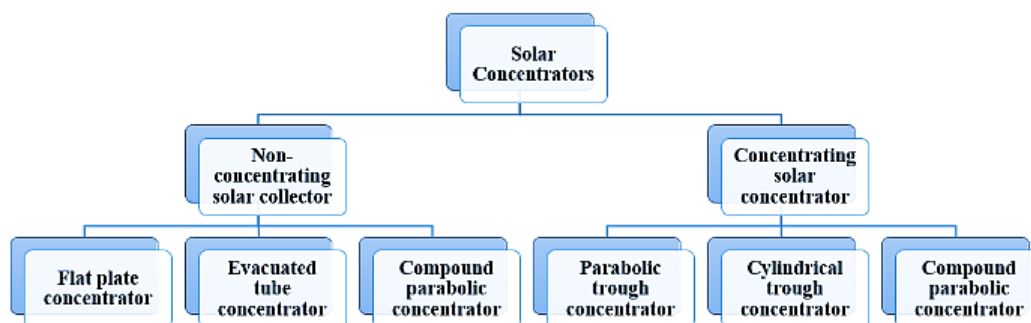 Solar
Concentrators
Non-
concentrating
solar collector
Concentrating
solar
concentrator
Flat plate
concentrator
Evacuated
tube
concentrator
Compound
parabolic
concentrator
Parabolic
trough
concentrator
Cylindrical
trough
concentrator
Compound
parabolic
concentrator